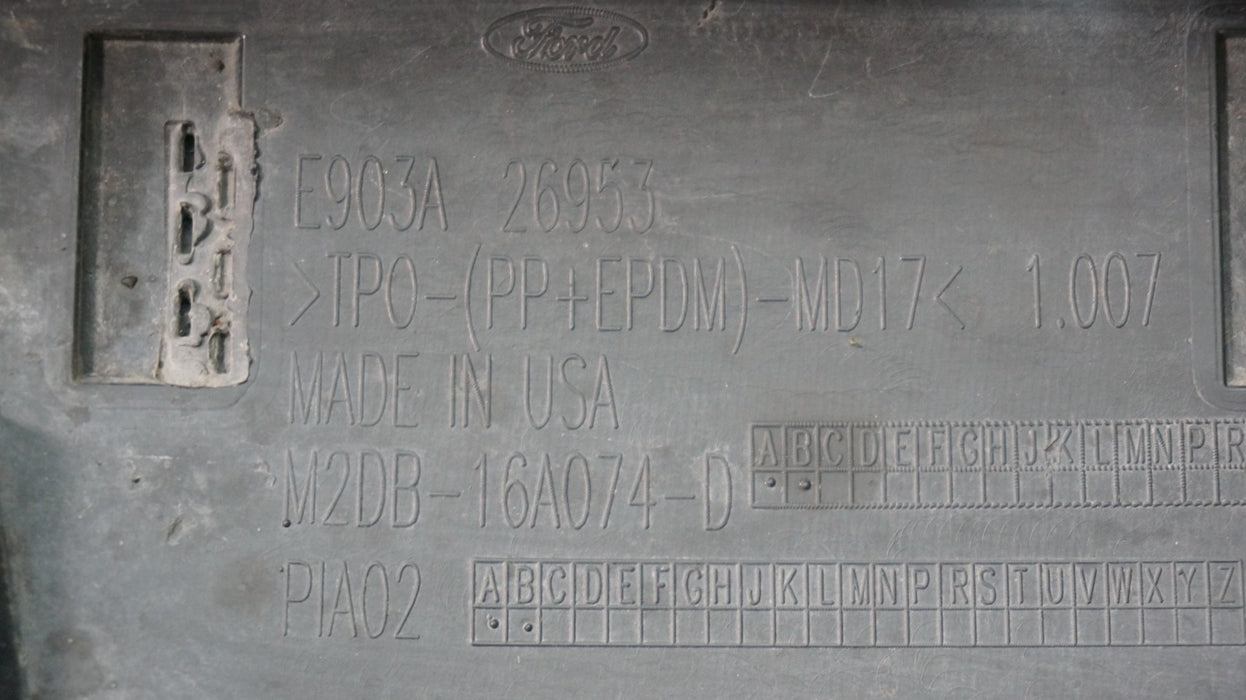 Ford
E903A 26953
>TPO-(PP+EPDM)-MD17< 1.007
MADE IN USA
M2DB-16A074-D ABCDEFGHJKLMNPR
PIA02 ABCDEFGHJKLMNPRSTUVWXYZ